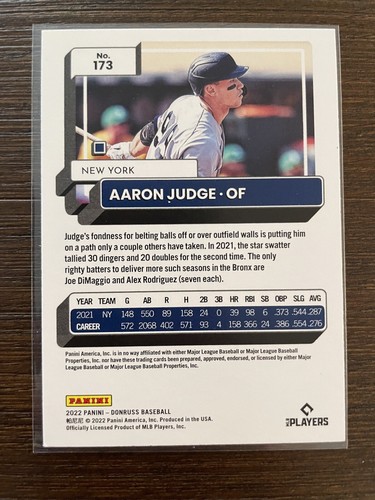 No.
173
NEW YORK
AARON JUDGE • OF
Judge's fondness for belting balls off or over outfield walls is putting him
on a path only a couple others have taken. In 2021, the star swatter
tallied 30 dingers and 20 doubles for the second time. The only
righty batters to deliver more such seasons in the Bronx are
Joe DiMaggio and Alex Rodriguez (seven each).
YEAR TEAM G AB R H 2B 3B HR RBI SB OBP SLG AVG
2021 NY 148 550 89 158 24 0 39 98 6 .373 .544 .287
CAREER 572 2068 402 571 93 4 158 366 24 .386 .554 .276
Panini America, Inc. is in no way affiliated with either Major League Baseball or Major League Baseball
Properties, Inc. nor have these trading cards been prepared, approved, endorsed, or licensed by either Major
League Baseball or Major League Baseball Properties, Inc.
PANINI
2022 PANINI – DONRUSS BASEBALL
帕尼尼 © 2022 Panini America, Inc. Produced in the USA.
Officially Licensed Product of MLB Players, Inc.
MLB PLAYERS